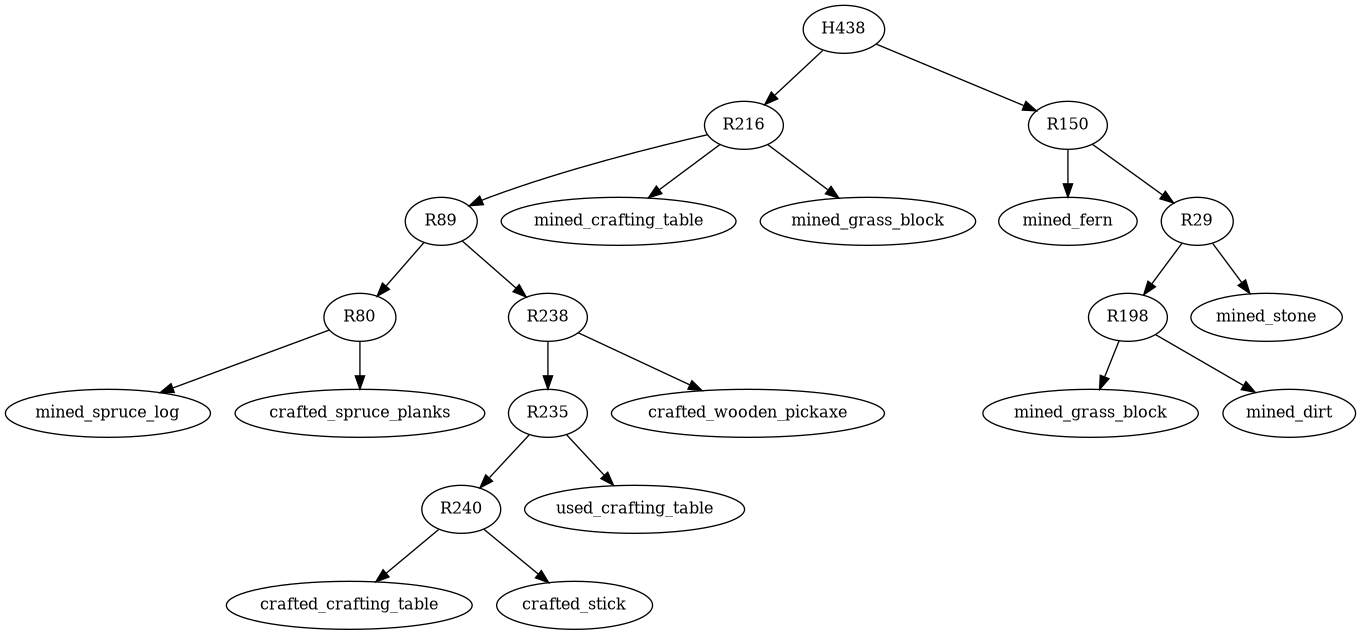 H438
R216
R150
R89
mined_crafting_table
mined_grass_block
mined_fern
R29
R80
R238
R198
mined_stone
mined_spruce_log
crafted_spruce_planks
R235
crafted_wooden_pickaxe
mined_grass_block
mined_dirt
R240
used_crafting_table
crafted_crafting_table
crafted_stick